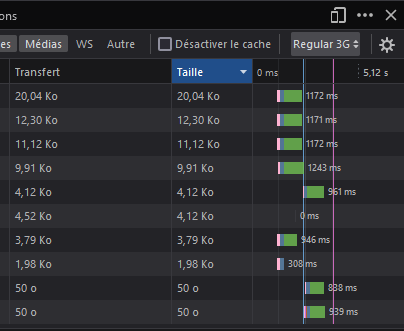 ons
es Médias WS Autre Désactiver le cache Regular 3G
Transfert Taille 0 ms 5,12 s
20,04 Ko 20,04 Ko 1172 ms
12,30 Ko 12,30 Ko 1171 ms
11,12 Ko 11,12 Ko 1172 ms
9,91 Ko 9,91 Ko 1243 ms
4,12 Ko 4,12 Ko 961 ms
4,52 Ko 4,12 Ko 0 ms
3,79 Ko 3,79 Ko 946 ms
1,98 Ko 1,98 Ko 308 ms
50 o 50 o 838 ms
50 o 50 o 939 ms